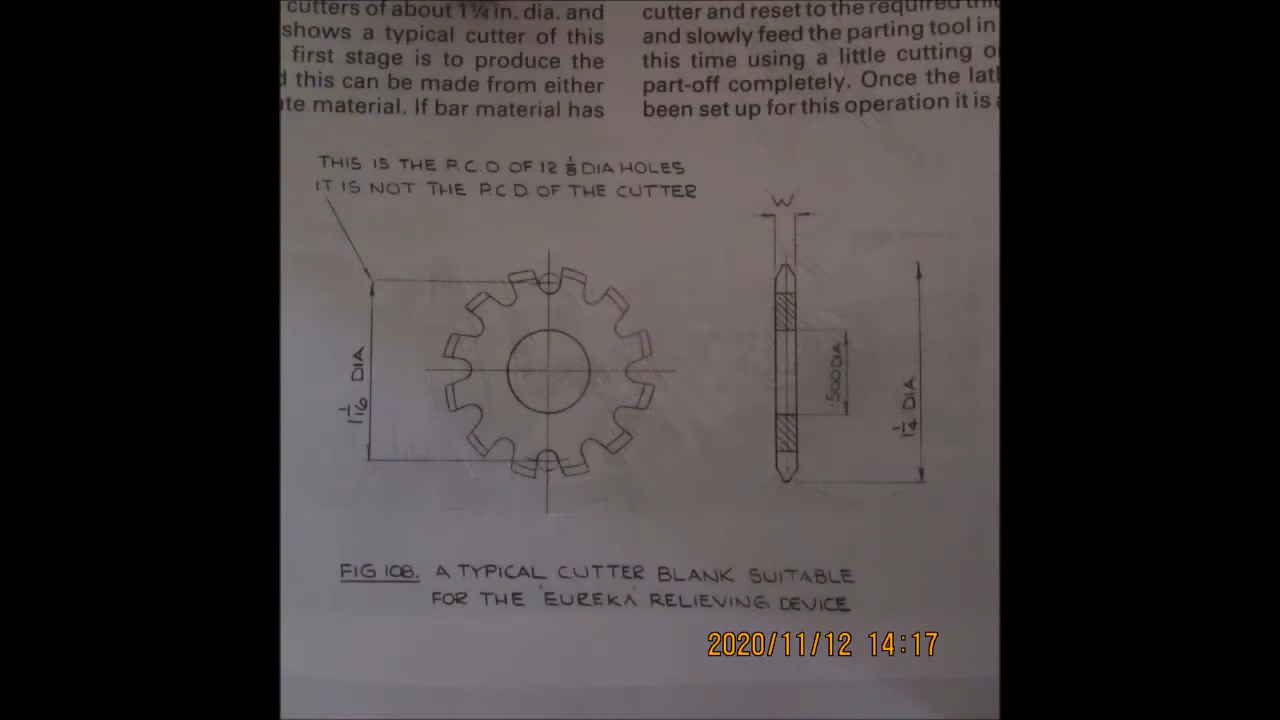 cutters of about 1¼ in. dia. and
shows a typical cutter of this
first stage is to produce the
this can be made from either
material. If bar material has
cutter and reset to the required
and slowly feed the parting tool in
this time using a little cutting
part-off completely. Once the
been set up for this operation it is
THIS IS THE P.C.D OF 12 ⅛ DIA HOLES
IT IS NOT THE P.C.D. OF THE CUTTER
W
1 1/16 DIA
.500 DIA
1¼ DIA
FIG 108. A TYPICAL CUTTER BLANK SUITABLE
FOR THE 'EUREKA' RELIEVING DEVICE
2020/11/12 14:17